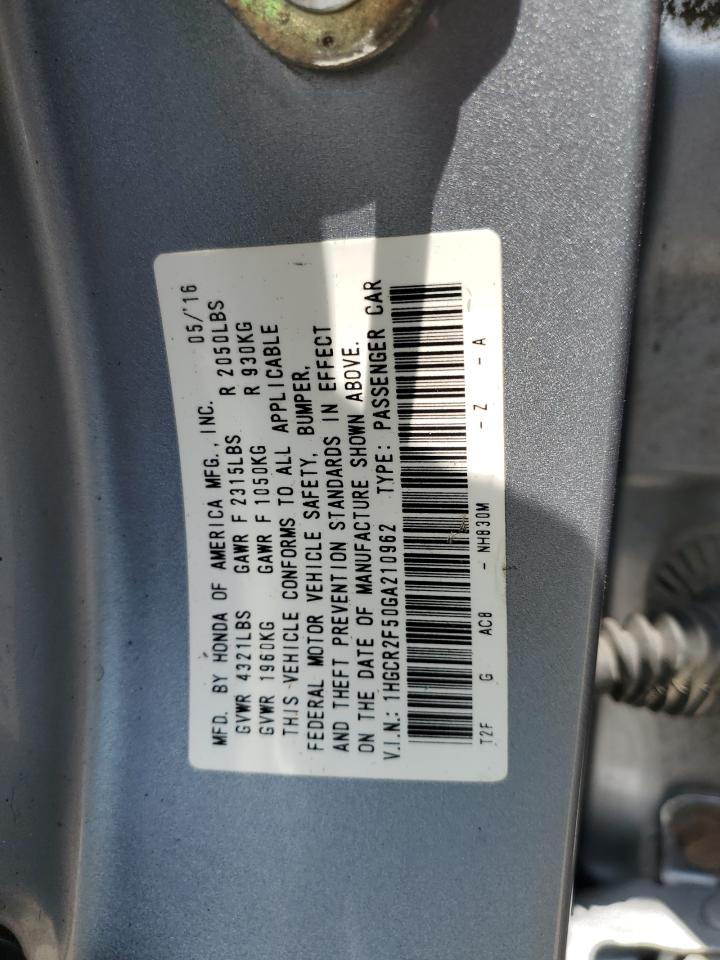 MFD. BY HONDA OF AMERICA MFG., INC. 05/'16
GVWR 4321LBS GAWR F 2315LBS R 2050LBS
GVWR 1960KG GAWR F 1050KG R 930KG
THIS VEHICLE CONFORMS TO ALL APPLICABLE
FEDERAL MOTOR VEHICLE SAFETY, BUMPER,
AND THEFT PREVENTION STANDARDS IN EFFECT
ON THE DATE OF MANUFACTURE SHOWN ABOVE.
V.I.N.: 1HGCR2F50GA210962 TYPE: PASSENGER CAR
T2F G AC8 - NH830M - Z - A